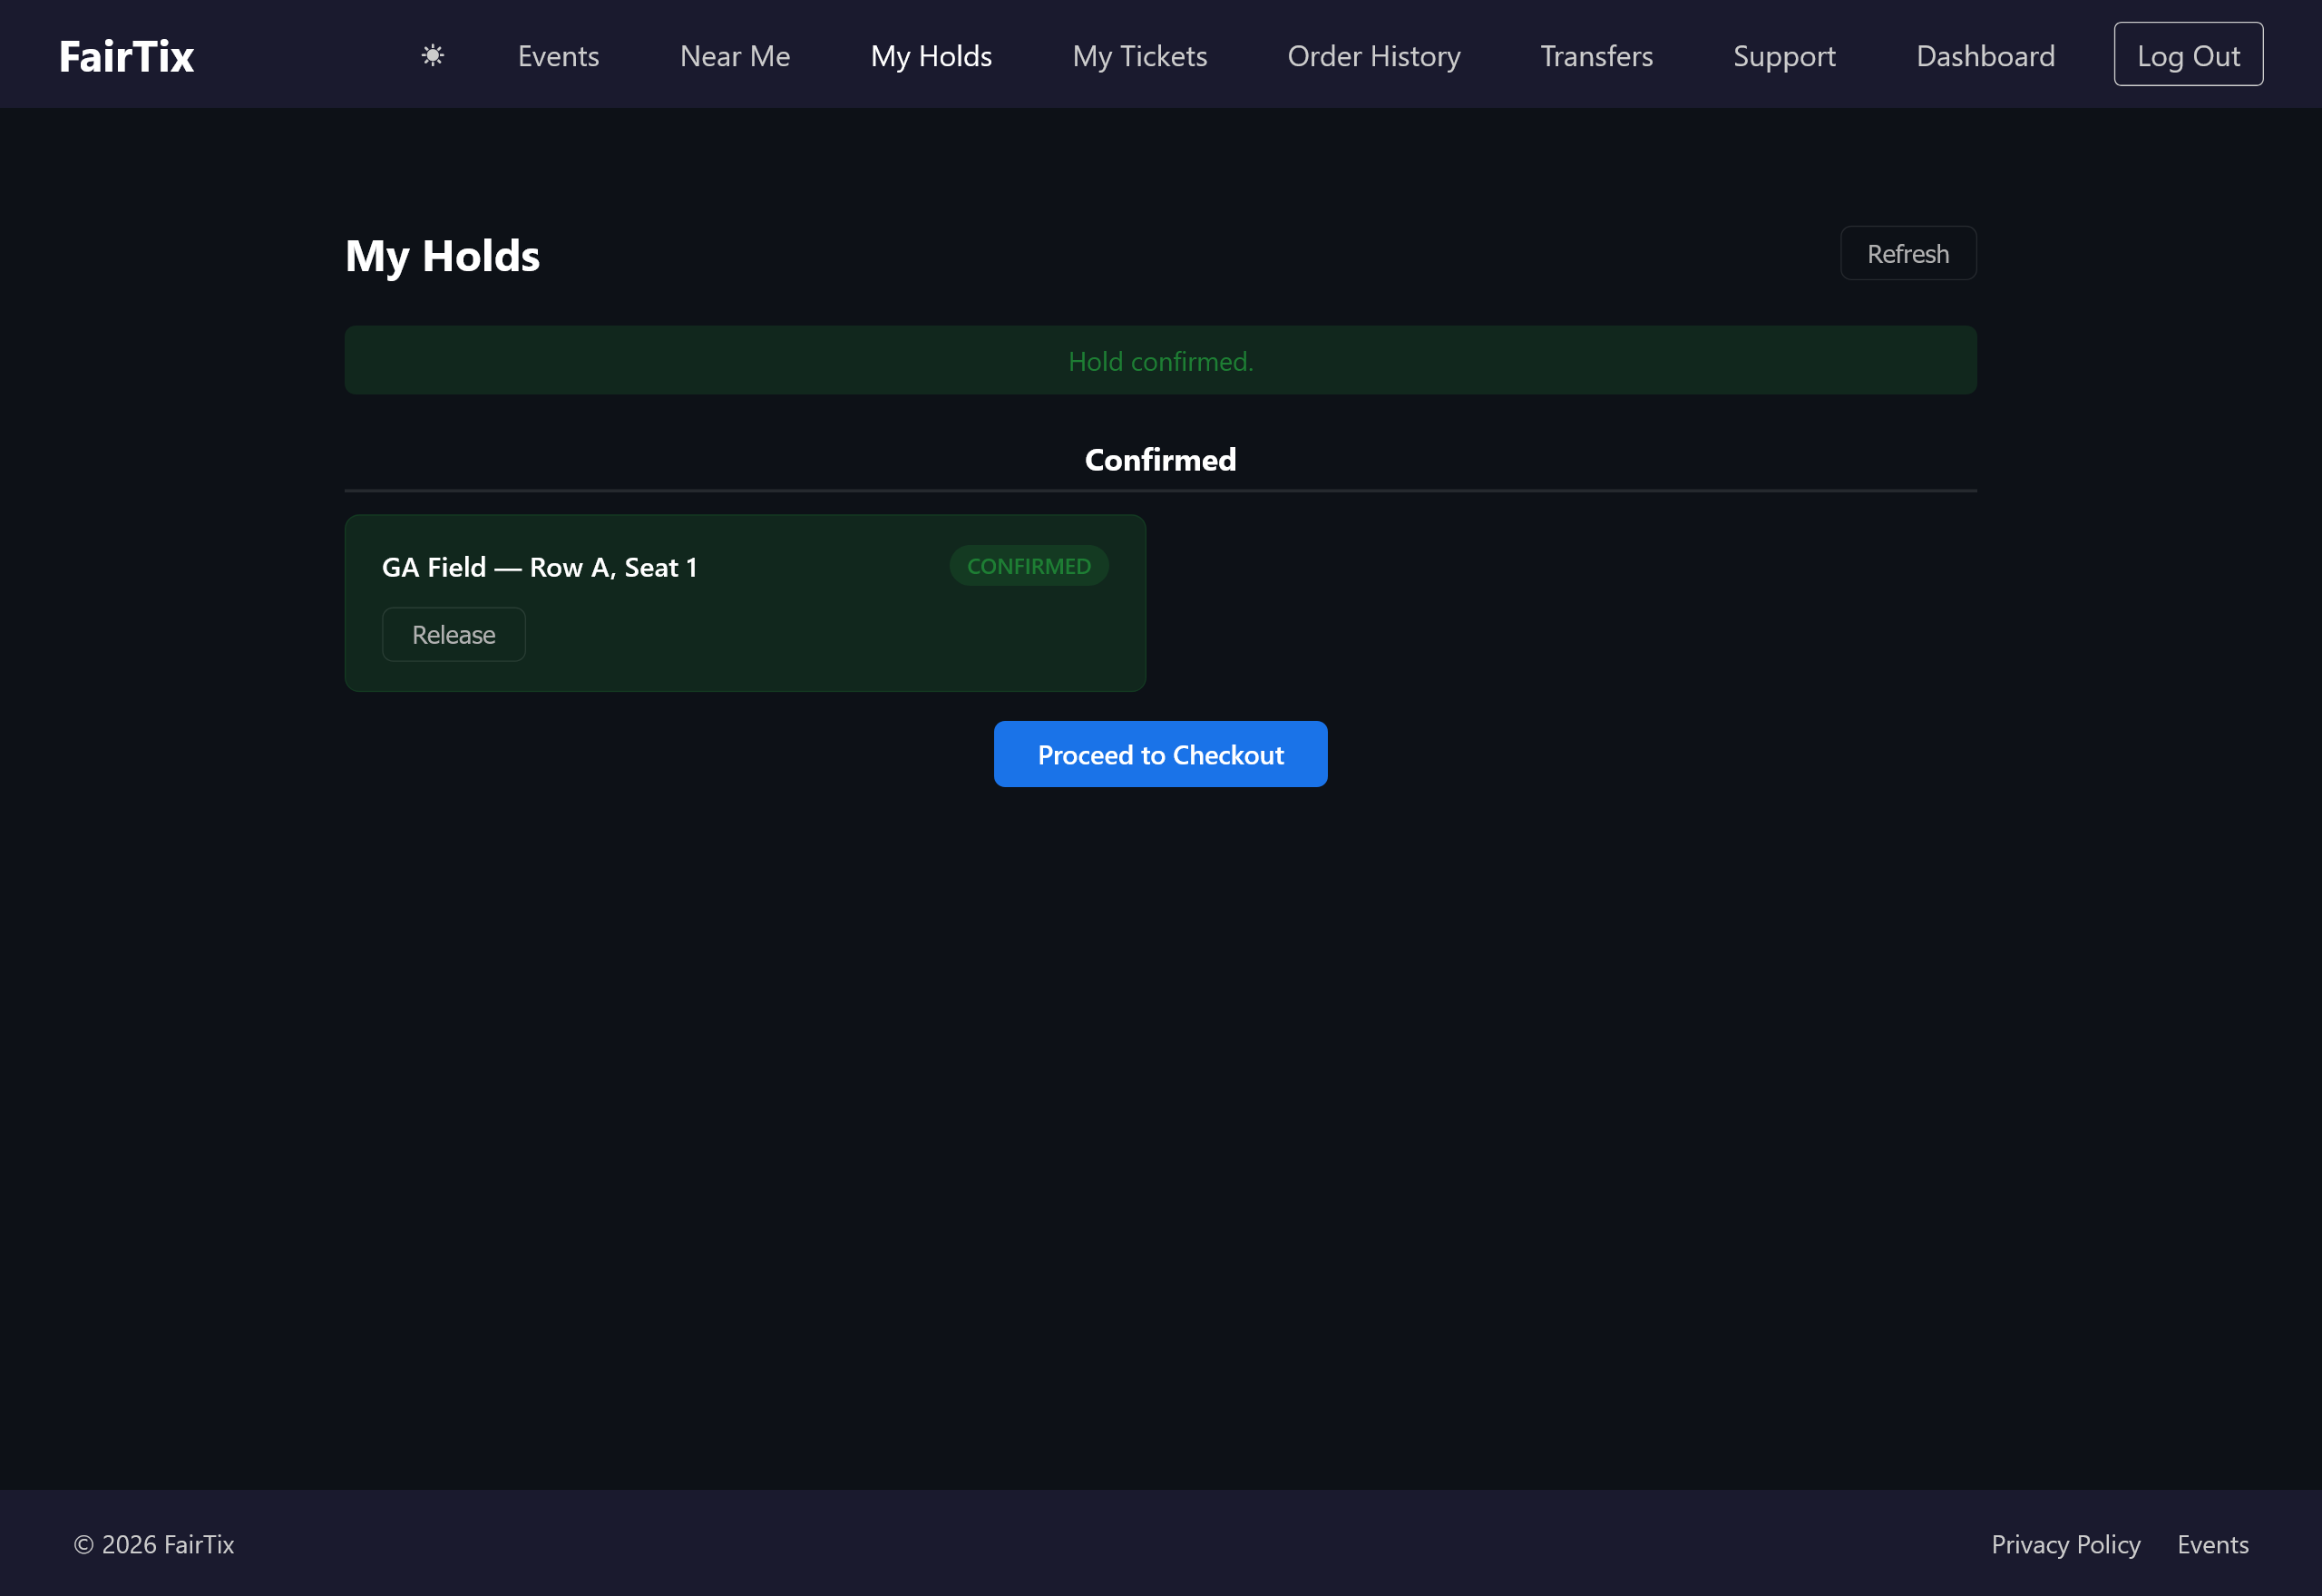 FairTix
Events
Near Me
My Holds
My Tickets
Order History
Transfers
Support
Dashboard
Log Out
My Holds
Refresh
Hold confirmed.
Confirmed
GA Field — Row A, Seat 1
CONFIRMED
Release
Proceed to Checkout
© 2026 FairTix
Privacy Policy
Events